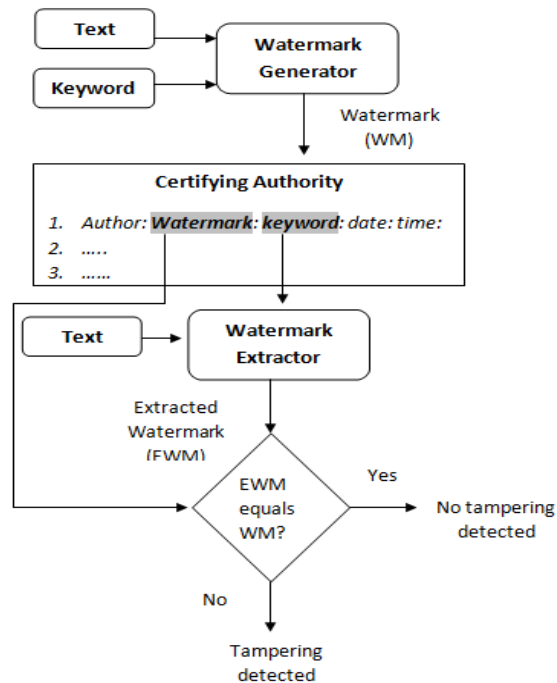 Text
Watermark
Generator
Keyword
Watermark
(WM)
Certifying Authority
1. Author: Watermark: keyword: date: time:
2. .....
3. ......
Text
Watermark
Extractor
Extracted
Watermark
(EWM)
EWM
equals
WM?
Yes
No tampering
detected
No
Tampering
detected